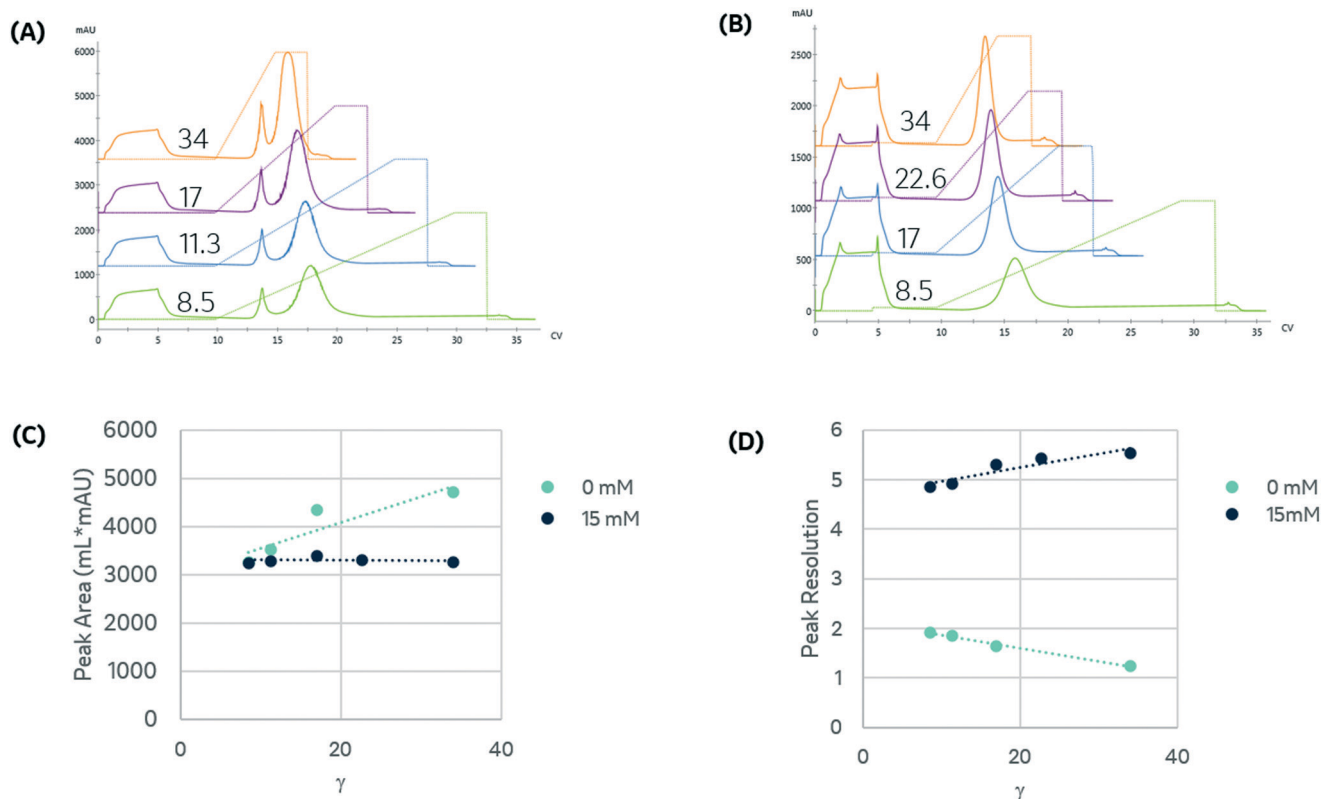 (A)
mAU
6000
5000
4000
3000
2000
1000
0
34
17
11.3
8.5
0 5 10 15 20 25 30 35 CV
(B)
mAU
2500
2000
1500
1000
500
0
34
22.6
17
8.5
0 5 10 15 20 25 30 35 CV
(C)
Peak Area (mL*mAU)
6000
5000
4000
3000
2000
1000
0
0 20 40
γ
0 mM
15 mM
(D)
Peak Resolution
6
5
4
3
2
1
0
0 20 40
γ
0 mM
15mM